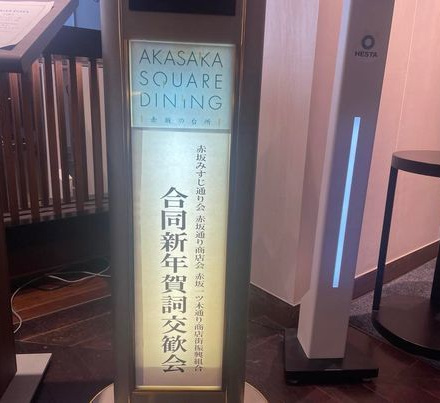 AKASAKA
SQUARE
DINING
赤坂の台所
赤坂みすじ通り会 赤坂通り商店会 赤坂一ツ木通り商店街振興組合
合同新年賀詞交歓会
HESTA